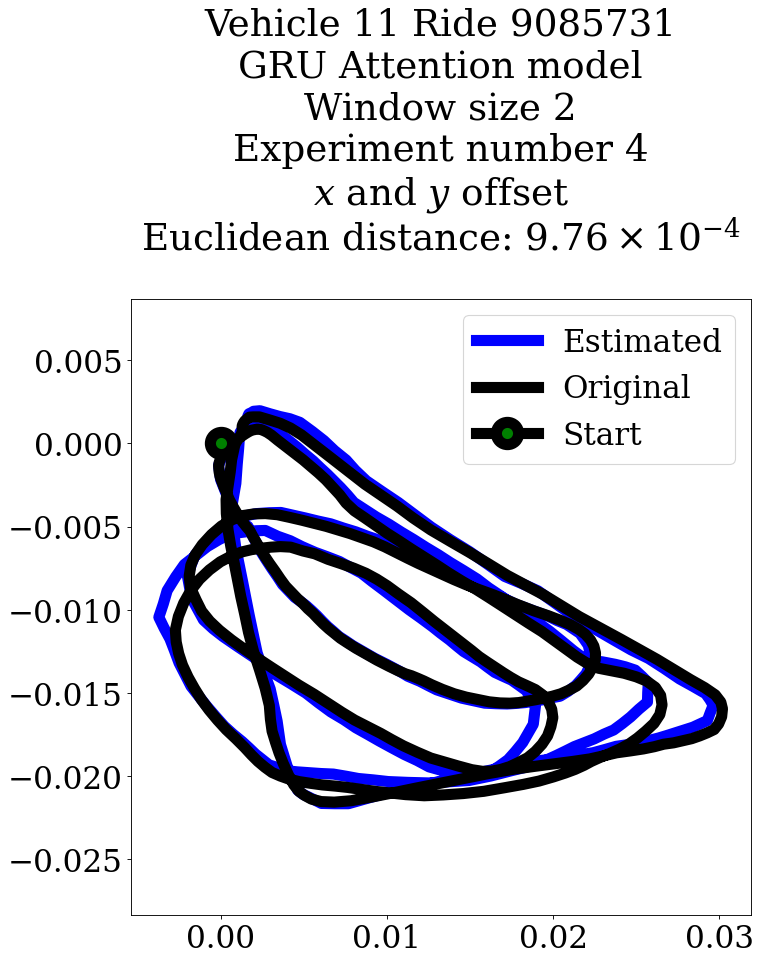 Vehicle 11 Ride 9085731
GRU Attention model
Window size 2
Experiment number 4
x and y offset
Euclidean distance: 9.76 × 10⁻⁴
Estimated
Original
Start
0.005
0.000
−0.005
−0.010
−0.015
−0.020
−0.025
0.00 0.01 0.02 0.03